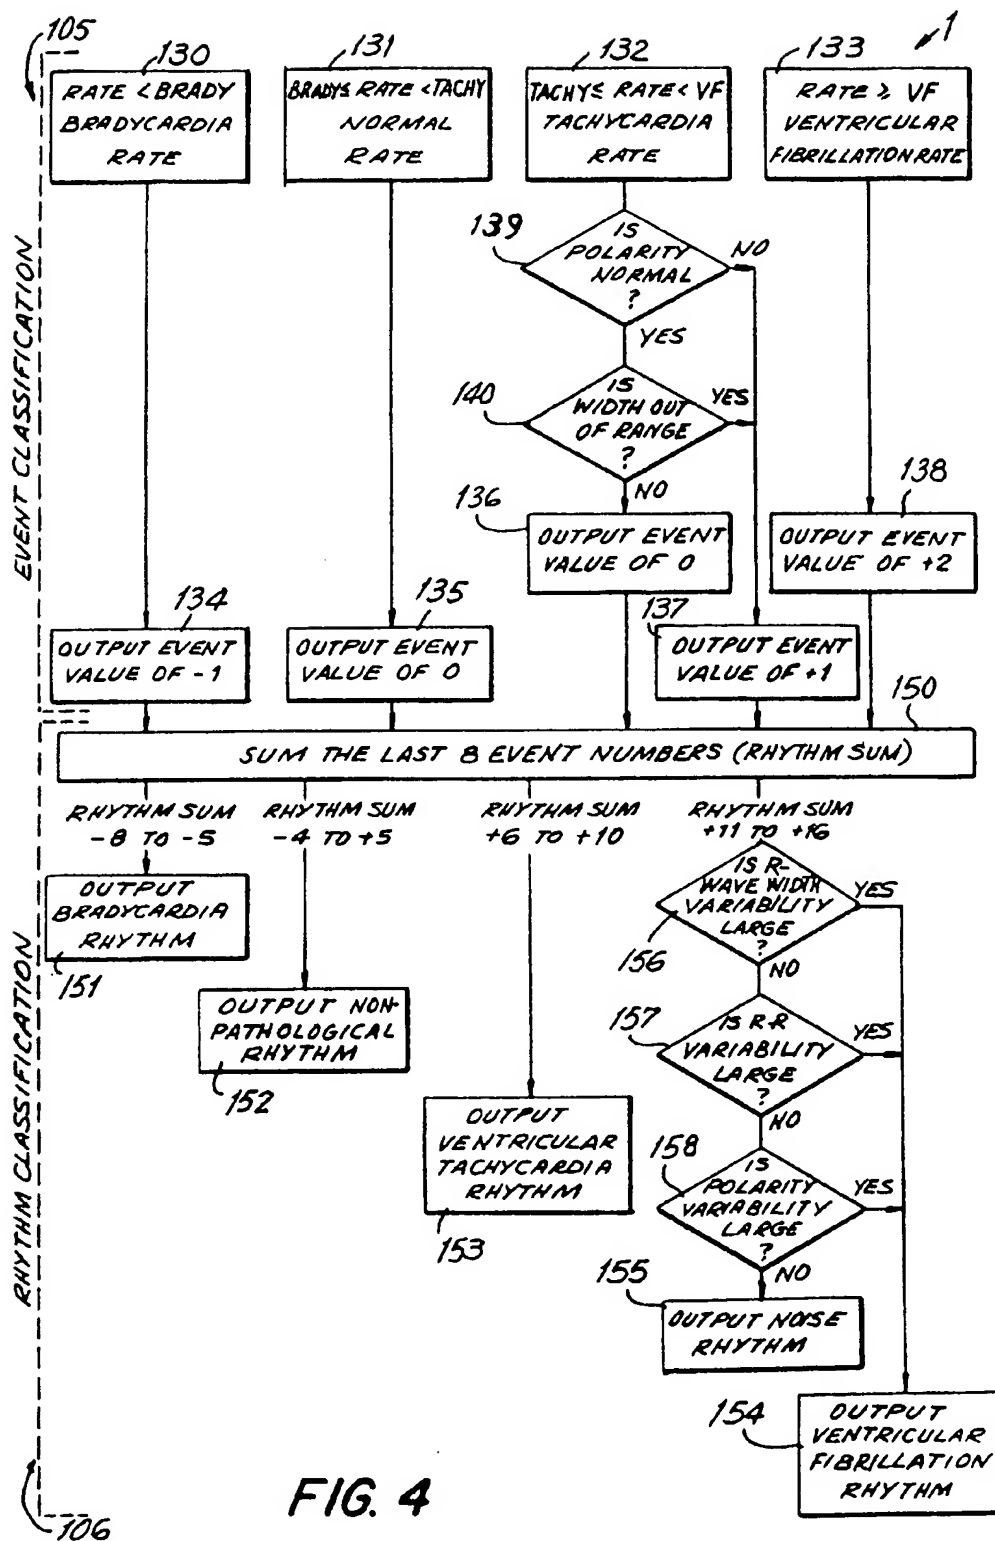 105
1
130
131
132
133
RATE < BRADY
BRADYCARDIA
RATE
BRADY≤ RATE <TACHY
NORMAL
RATE
TACHY≤ RATE < VF
TACHYCARDIA
RATE
RATE ≥ VF
VENTRICULAR
FIBRILLATION RATE
EVENT CLASSIFICATION
139
IS
POLARITY
NORMAL
?
NO
YES
140
IS
WIDTH OUT
OF RANGE
?
YES
NO
136
OUTPUT EVENT
VALUE OF 0
138
OUTPUT EVENT
VALUE OF +2
134
OUTPUT EVENT
VALUE OF -1
135
OUTPUT EVENT
VALUE OF 0
137
OUTPUT EVENT
VALUE OF +1
150
SUM THE LAST 8 EVENT NUMBERS (RHYTHM SUM)
RHYTHM SUM
-8 TO -5
RHYTHM SUM
-4 TO +5
RHYTHM SUM
+6 TO +10
RHYTHM SUM
+11 TO +16
RHYTHM CLASSIFICATION
OUTPUT
BRADYCARDIA
RHYTHM
151
OUTPUT NON-
PATHOLOGICAL
RHYTHM
152
OUTPUT
VENTRICULAR
TACHYCARDIA
RHYTHM
153
IS R-
WAVE WIDTH
VARIABILITY
LARGE
?
156
YES
NO
157
IS R-R
VARIABILITY
LARGE
?
YES
NO
158
IS
POLARITY
VARIABILITY
LARGE
?
YES
NO
155
OUTPUT NOISE
RHYTHM
154
OUTPUT
VENTRICULAR
FIBRILLATION
RHYTHM
106
FIG. 4